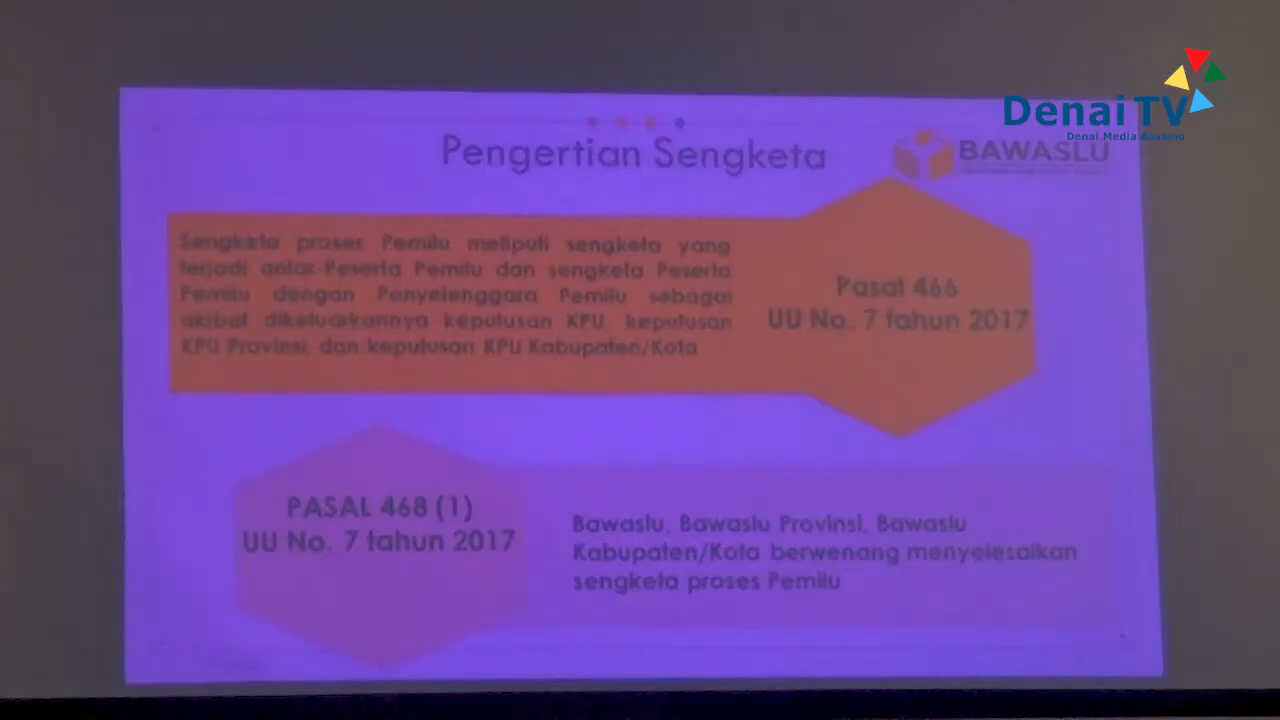 Denai TV
Denai Media Bersama
Pengertian Sengketa
BAWASLU
Sengketa proses Pemilu meliputi sengketa yang
terjadi antar-Peserta Pemilu dan sengketa Peserta
Pemilu dengan Penyelenggara Pemilu sebagai
akibat dikeluarkannya keputusan KPU, keputusan
KPU Provinsi, dan keputusan KPU Kabupaten/Kota
Pasal 466
UU No. 7 tahun 2017
PASAL 468 (1)
UU No. 7 tahun 2017
Bawaslu, Bawaslu Provinsi, Bawaslu
Kabupaten/Kota berwenang menyelesaikan
sengketa proses Pemilu